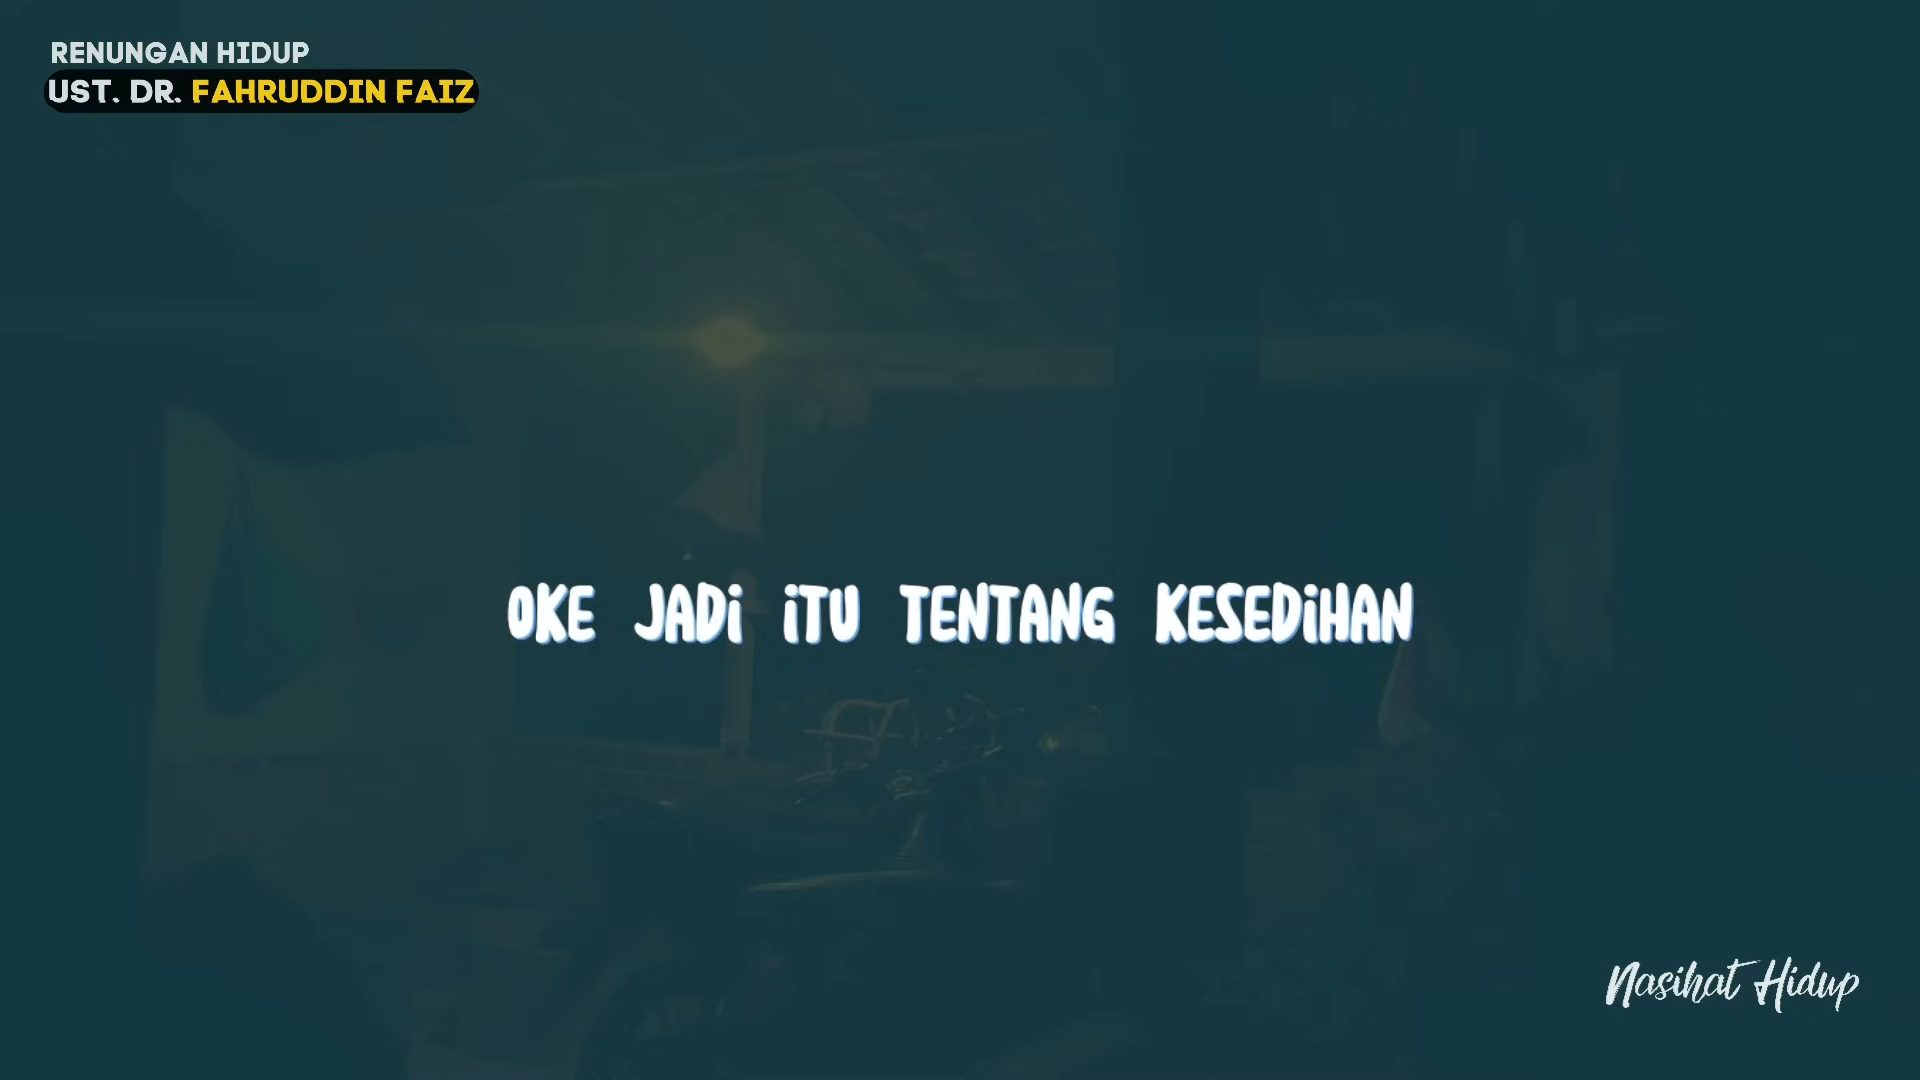 RENUNGAN HIDUP
UST. DR. FAHRUDDIN FAIZ
OKE JADI ITU TENTANG KESEDIHAN
Nasihat Hidup